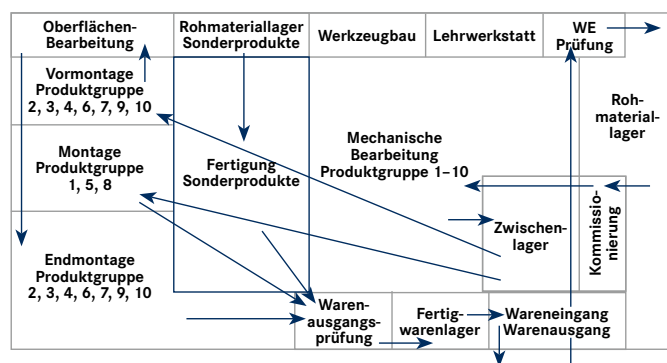 Oberflächen-
Bearbeitung
Rohmateriallager
Sonderprodukte
Werkzeugbau
Lehrwerkstatt
WE
Prüfung
Vormontage
Produktgruppe
2, 3, 4, 6, 7, 9, 10
Roh-
material-
lager
Mechanische
Bearbeitung
Produktgruppe 1–10
Montage
Produktgruppe
1, 5, 8
Fertigung
Sonderprodukte
Zwischen-
lager
Kommissio-
nierung
Endmontage
Produktgruppe
2, 3, 4, 6, 7, 9, 10
Waren-
ausgangs-
prüfung
Fertig-
warenlager
Wareneingang
Warenausgang